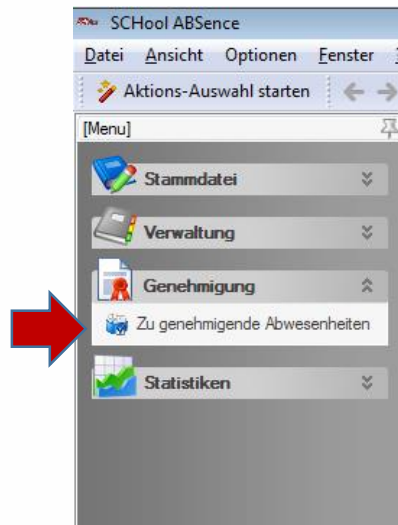 SCHool ABSence
Datei Ansicht Optionen Fenster
Aktions-Auswahl starten
[Menu]
Stammdatei
Verwaltung
Genehmigung
Zu genehmigende Abwesenheiten
Statistiken